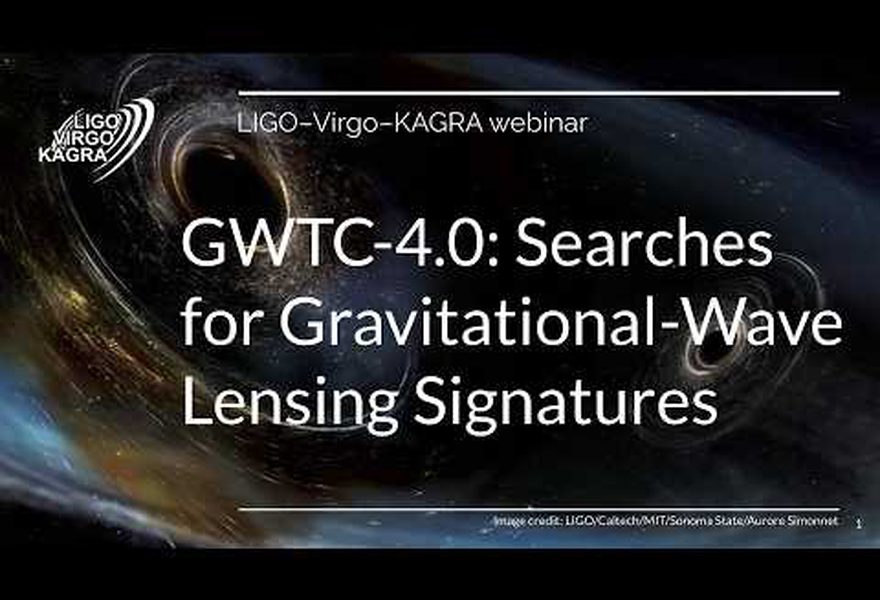 LIGO
VIRGO
KAGRA
LIGO–Virgo–KAGRA webinar
GWTC-4.0: Searches
for Gravitational-Wave
Lensing Signatures
Image credit: LIGO/Caltech/MIT/Sonoma State/Aurore Simonnet
1